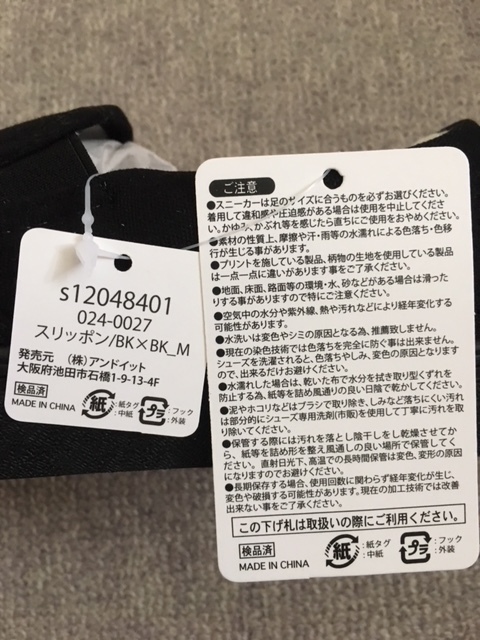 s12048401
024-0027
スリッポン/BK×BK_M
発売元 (株)アンドイット
大阪府池田市石橋1-9-13-4F
検品済
MADE IN CHINA
紙
:紙タグ
:中紙
プラ
:フック
:外装
ご注意
●スニーカーは足のサイズに合うものを必ずお選びください。
着用して違和感や圧迫感がある場合は使用を中止してくださ
い。かゆみ、かぶれ等を感じたら直ちにご使用をおやめください。
●素材の性質上、摩擦や汗・雨等の水濡れによる色落ち・色移
行が生じる事があります。
●プリントを施している製品、柄物の生地を使用している製品
は一点一点に違いがあります事をご了承ください。
●地面、床面、路面等の環境・水、砂などがある場合は滑った
りする事がありますので特にご注意ください。
●空気中の水分や紫外線、熱や汚れなどにより経年変化する
可能性があります。
●水洗いは変色やシミの原因となる為、推薦致しません。
●現在の染色技術では色落ちを完全に防ぐ事は出来ません。
シューズを洗濯されると、色落ちやしみ、変色の原因となります
ので、出来るだけお避けください。
●水濡れした場合は、乾いた布で水分を拭き取り型くずれを
防止する為、紙等を詰め風通りの良い日陰で乾かしてください。
●泥やホコリなどはブラシで取り除き、しみなど落ちにくい汚れ
は部分的にシューズ専用洗剤(市販)を使用して丁寧に汚れを取
り除いてください。
●保管する際には汚れを落とし陰干しをし乾燥させてか
ら、紙等を詰め形を整え風通しの良い場所で保管してく
ださい。直射日光下、高温での長時間保管は変色、変形の原因
になりますのでお避けください。
●長期保存する場合、使用回数に関わらず経年変化が生じ、
変色や破損する可能性があります。現在の加工技術では改善
出来ない事をご了承ください。
この下げ札は取扱いの際にご利用ください。
検品済
MADE IN CHINA
紙
:紙タグ
:中紙
プラ
:フック
:外装